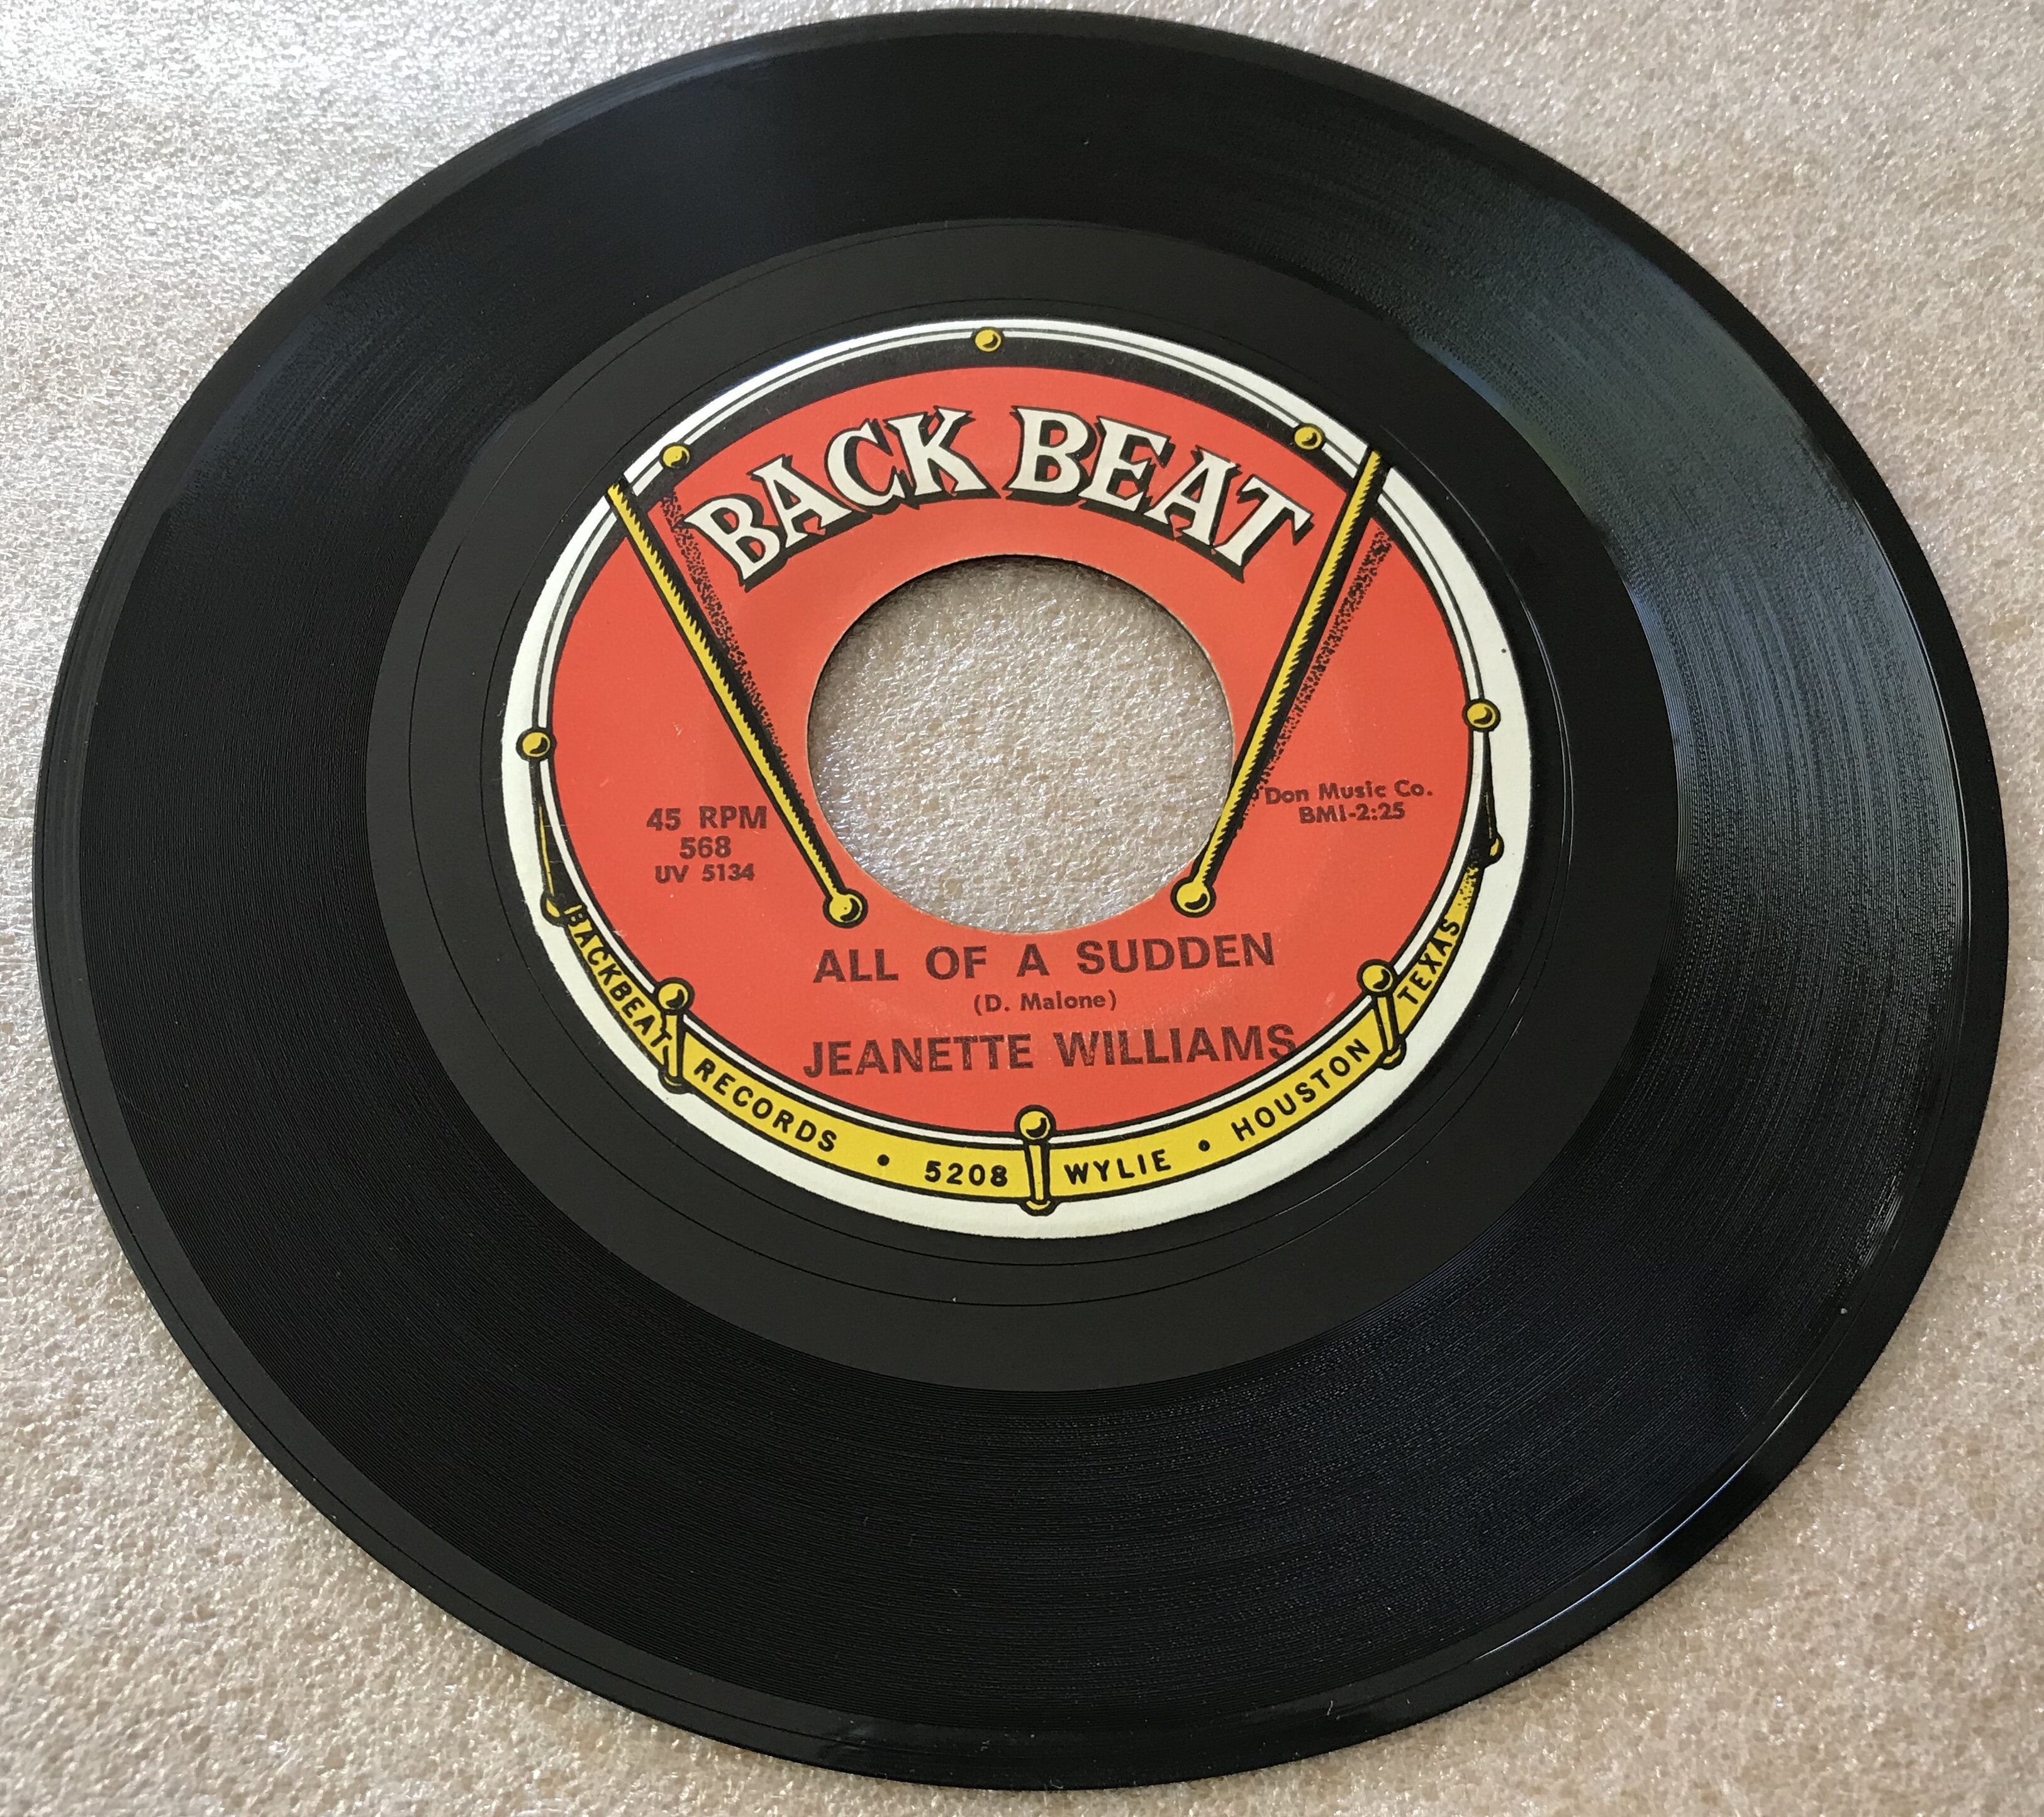 BACK BEAT
45 RPM
568
UV 5134
Don Music Co.
BMI-2:25
ALL OF A SUDDEN
(D. Malone)
JEANETTE WILLIAMS
BACKBEAT RECORDS • 5208 WYLIE • HOUSTON TEXAS